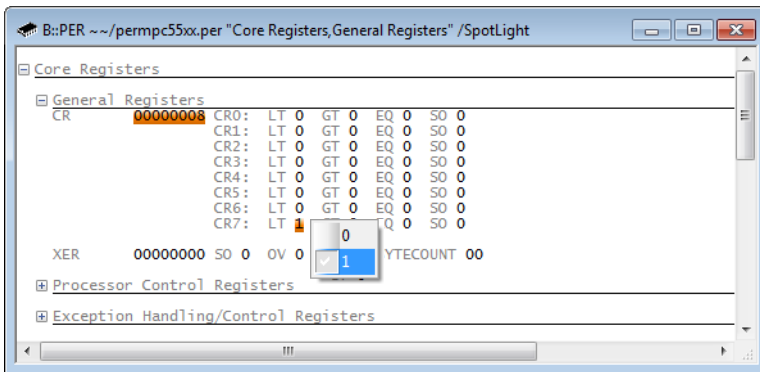 B::PER ~~/permpc55xx.per "Core Registers,General Registers" /SpotLight
Core Registers
General Registers
CR 00000008 CR0: LT 0 GT 0 EQ 0 SO 0
CR1: LT 0 GT 0 EQ 0 SO 0
CR2: LT 0 GT 0 EQ 0 SO 0
CR3: LT 0 GT 0 EQ 0 SO 0
CR4: LT 0 GT 0 EQ 0 SO 0
CR5: LT 0 GT 0 EQ 0 SO 0
CR6: LT 0 GT 0 EQ 0 SO 0
CR7: LT 1 Q 0 SO 0
0
XER 00000000 SO 0 OV 0 1 YTECOUNT 00
Processor Control Registers
Exception Handling/Control Registers